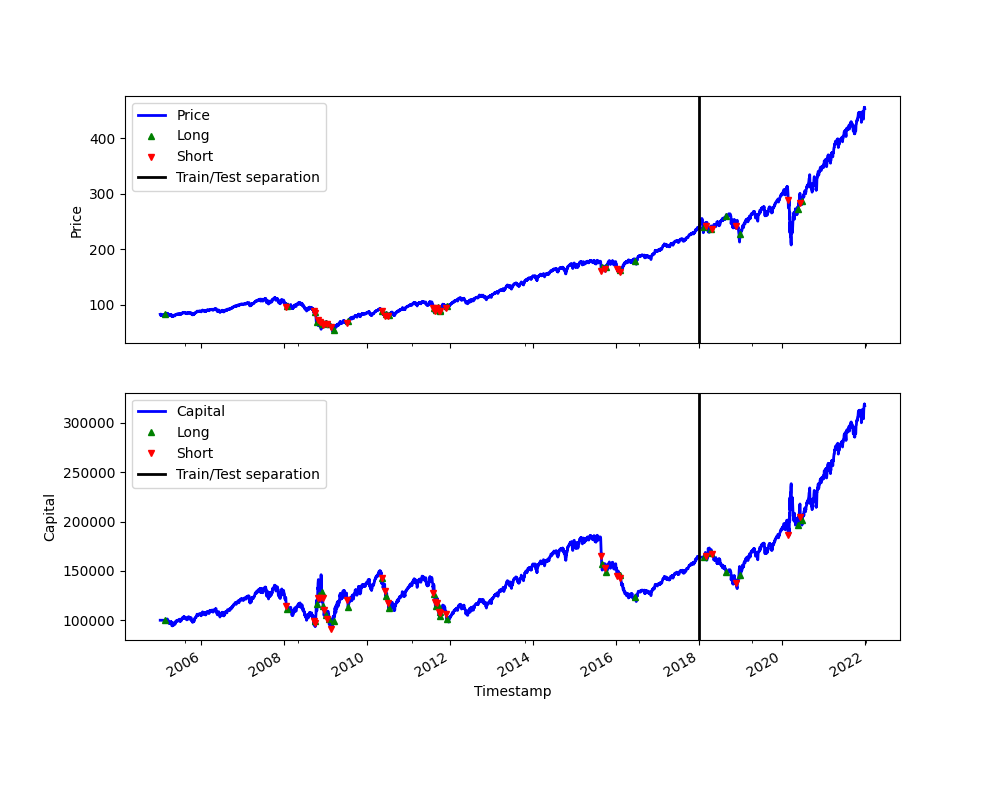 Price
Long
Short
Train/Test separation
400
300
200
100
Price
Capital
Long
Short
Train/Test separation
300000
250000
200000
150000
100000
Capital
2006 2008 2010 2012 2014 2016 2018 2020 2022
Timestamp